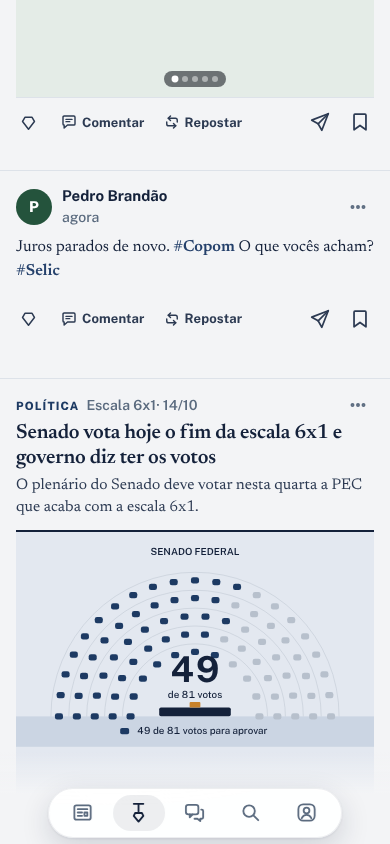 Comentar Repostar
P
Pedro Brandão
agora
Juros parados de novo. #Copom O que vocês acham?
#Selic
Comentar Repostar
POLÍTICA Escala 6x1· 14/10
Senado vota hoje o fim da escala 6x1 e
governo diz ter os votos
O plenário do Senado deve votar nesta quarta a PEC
que acaba com a escala 6x1.
SENADO FEDERAL
49
de 81 votos
49 de 81 votos para aprovar